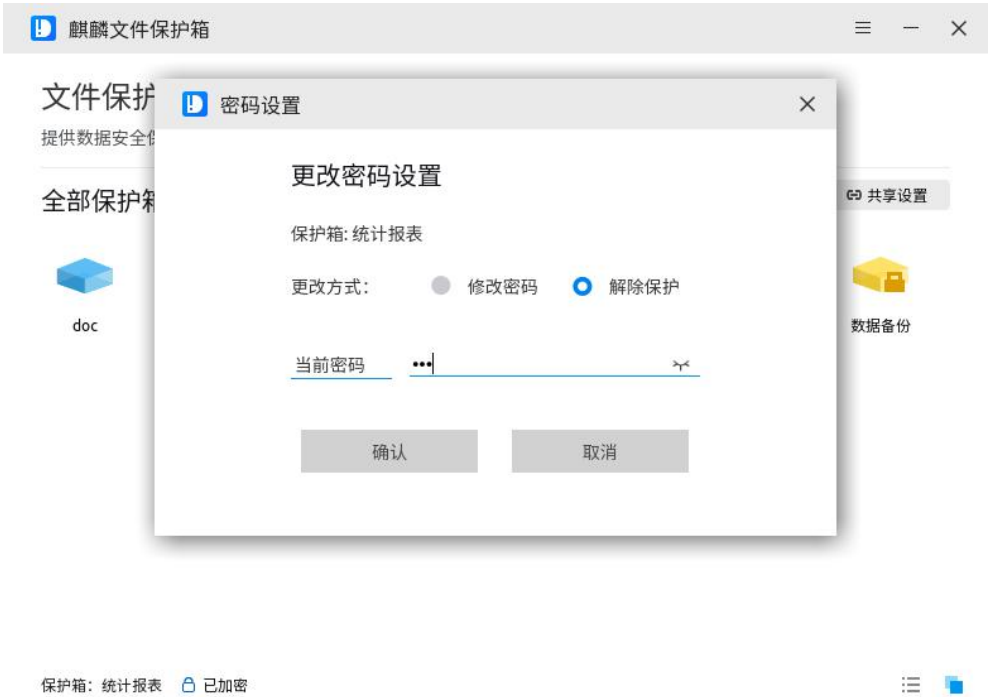 麒麟文件保护箱
文件保护
提供数据安全保
密码设置
更改密码设置
全部保护箱
共享设置
保护箱: 统计报表
更改方式： 修改密码 解除保护
doc
数据备份
当前密码 •••
确认 取消
保护箱：统计报表 已加密